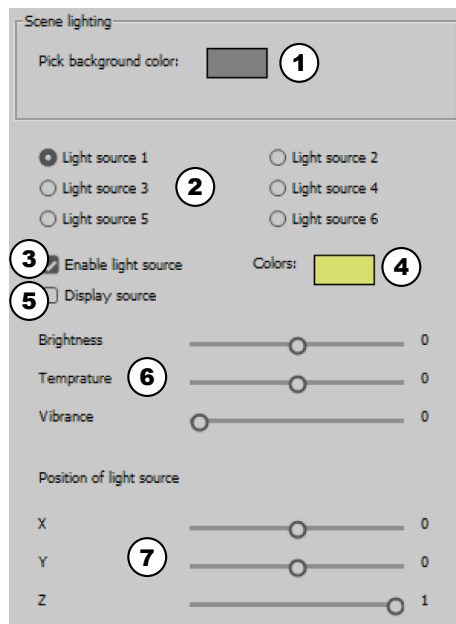 Scene lighting
Pick background color: 1
Light source 1 Light source 2
Light source 3 2 Light source 4
Light source 5 Light source 6
3 Enable light source Colors: 4
5 Display source
Brightness 0
Temprature 6 0
Vibrance 0
Position of light source
X 0
Y 7 0
Z 1